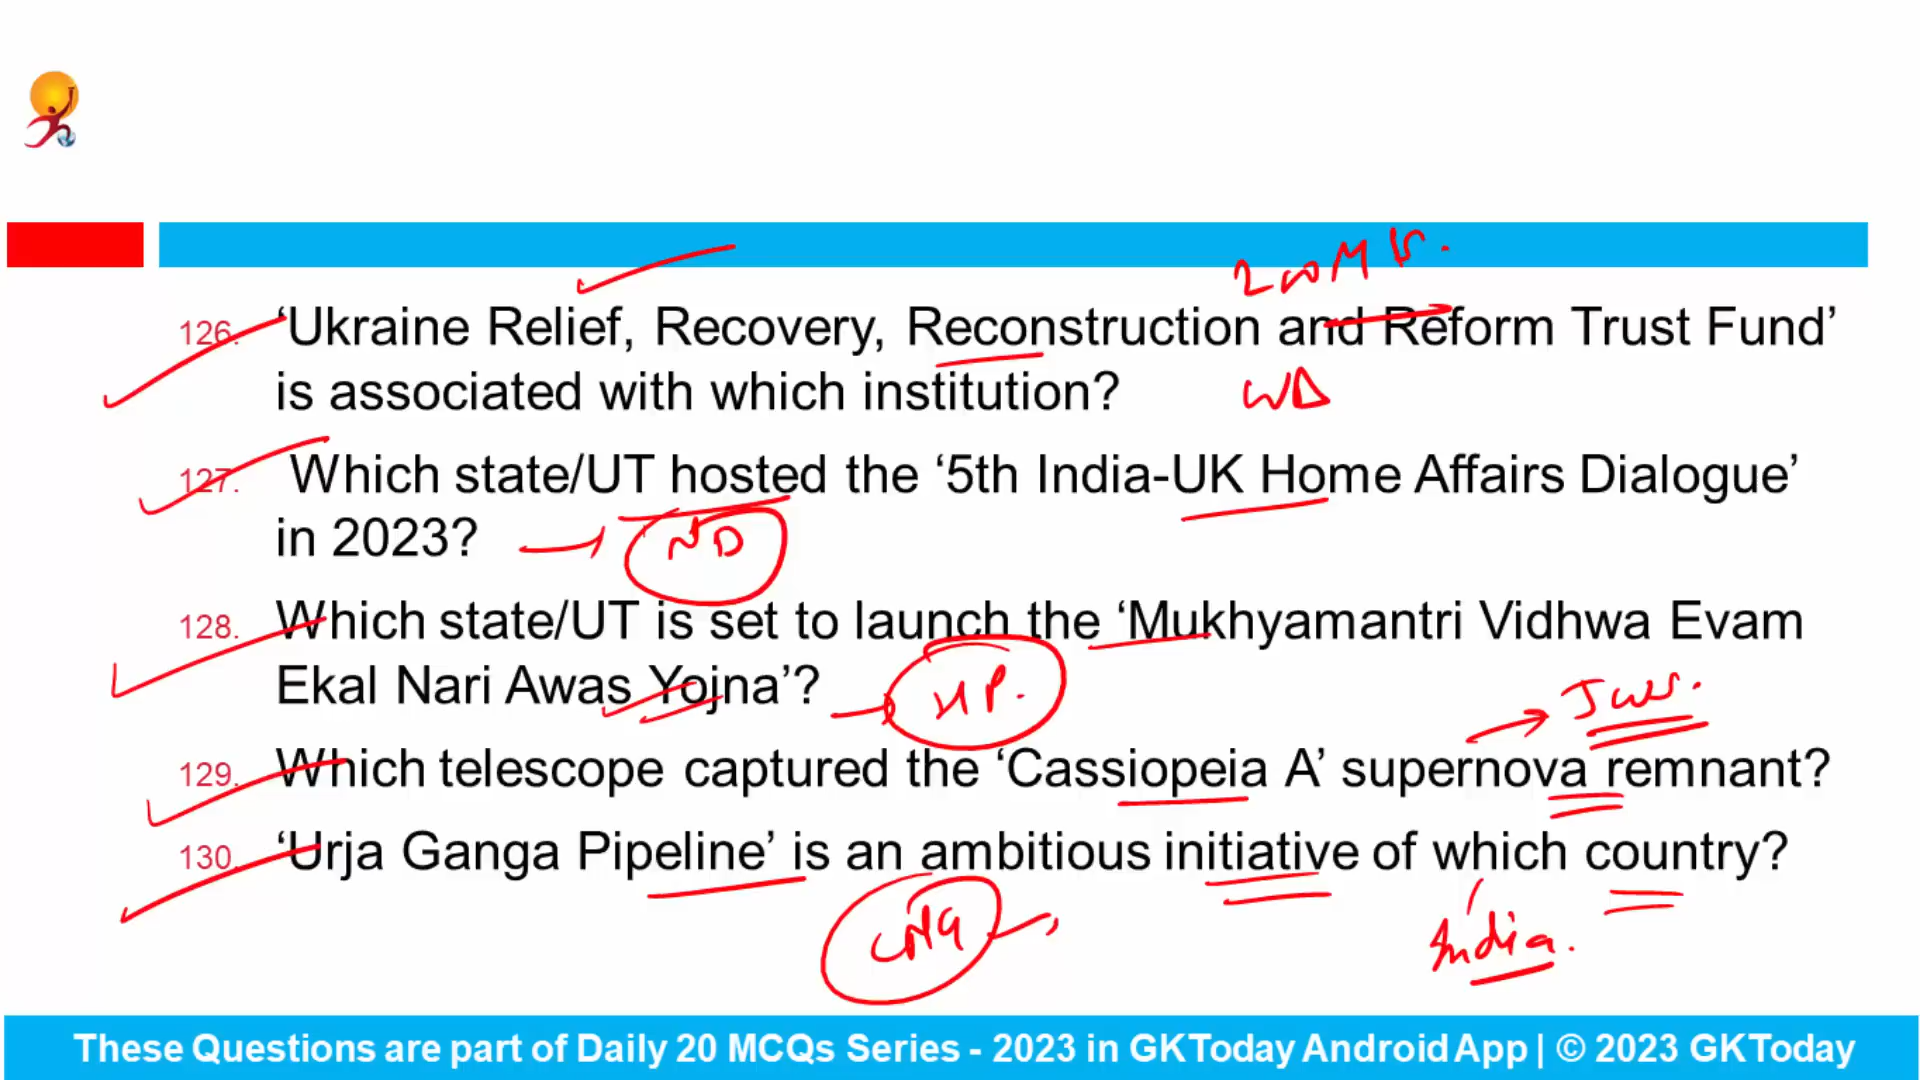 126. ‘Ukraine Relief, Recovery, Reconstruction and Reform Trust Fund’
is associated with which institution?
127. Which state/UT hosted the ‘5th India-UK Home Affairs Dialogue’
in 2023?
ND
128. Which state/UT is set to launch the ‘Mukhyamantri Vidhwa Evam
Ekal Nari Awas Yojna’?
HP.
129. Which telescope captured the ‘Cassiopeia A’ supernova remnant?
130. ‘Urja Ganga Pipeline’ is an ambitious initiative of which country?
CNG
India.
These Questions are part of Daily 20 MCQs Series - 2023 in GKToday Android App | © 2023 GKToday